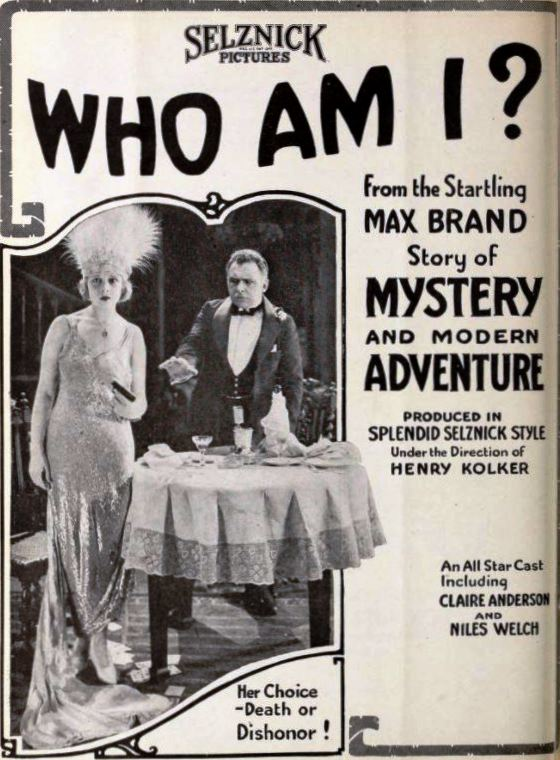 SELZNICK
PICTURES
WHO AM I?
From the Startling
MAX BRAND
Story of
MYSTERY
AND MODERN
ADVENTURE
PRODUCED IN
SPLENDID SELZNICK STYLE
Under the Direction of
HENRY KOLKER
An All Star Cast
Including
CLAIRE ANDERSON
AND
NILES WELCH
Her Choice
-Death or
Dishonor!